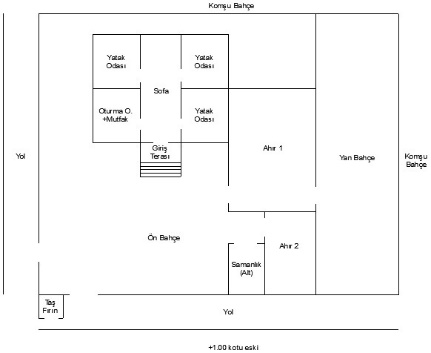 Komşu Bahçe
Yatak
Odası
Yatak
Odası
Sofa
Oturma O.
+Mutfak
Yatak
Odası
Giriş
Terası
Ahır 1
Yol
Yan Bahçe
Komşu
Bahçe
Ön Bahçe
Ahır 2
Samanlık
(Alt)
Taş
Fırın
Yol
+1.00 kotu eski